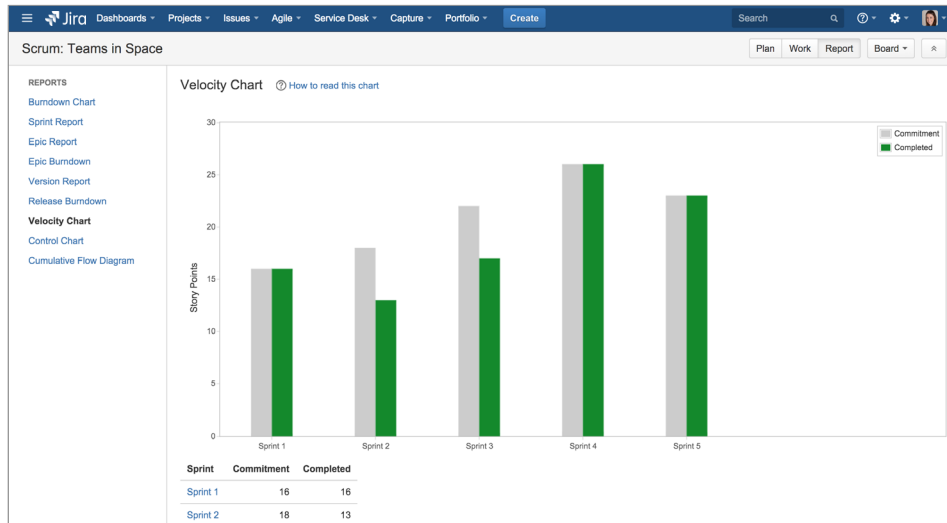 Jira Dashboards Projects Issues Agile Service Desk Capture Portfolio Create Search
Scrum: Teams in Space Plan Work Report Board
REPORTS
Burndown Chart
Sprint Report
Epic Report
Epic Burndown
Version Report
Release Burndown
Velocity Chart
Control Chart
Cumulative Flow Diagram
Velocity Chart ? How to read this chart
Commitment
Completed
30
25
20
15
10
5
0
Story Points
Sprint 1 Sprint 2 Sprint 3 Sprint 4 Sprint 5
Sprint Commitment Completed
Sprint 1 16 16
Sprint 2 18 13